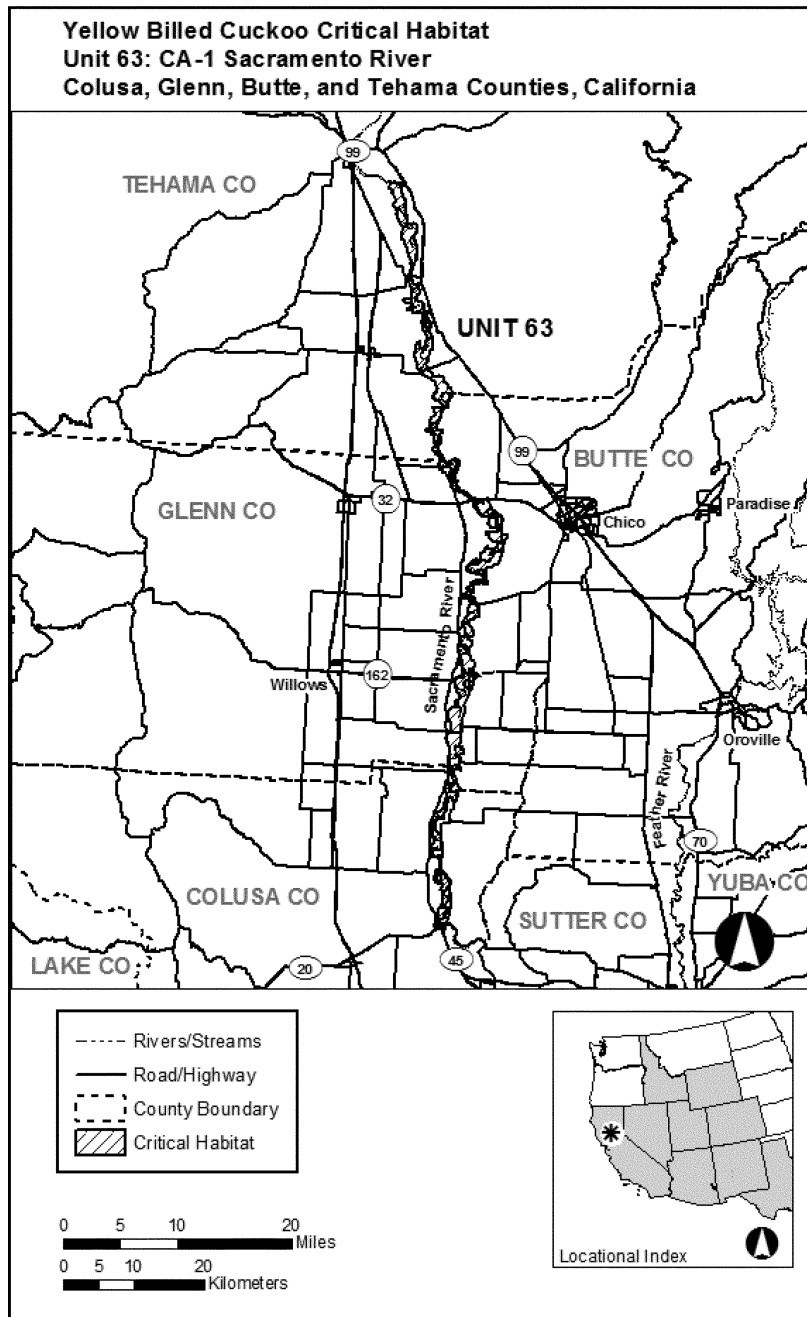 Yellow Billed Cuckoo Critical Habitat
Unit 63: CA-1 Sacramento River
Colusa, Glenn, Butte, and Tehama Counties, California
99
TEHAMA CO
UNIT 63
99
BUTTE CO
GLENN CO
32
Chico
Paradise
Sacramento River
Willows
162
Oroville
Feather River
70
COLUSA CO
YUBA CO
SUTTER CO
LAKE CO
20
45
Rivers/Streams
Road/Highway
County Boundary
Critical Habitat
0 5 10 20
Miles
0 5 10 20
Kilometers
Locational Index